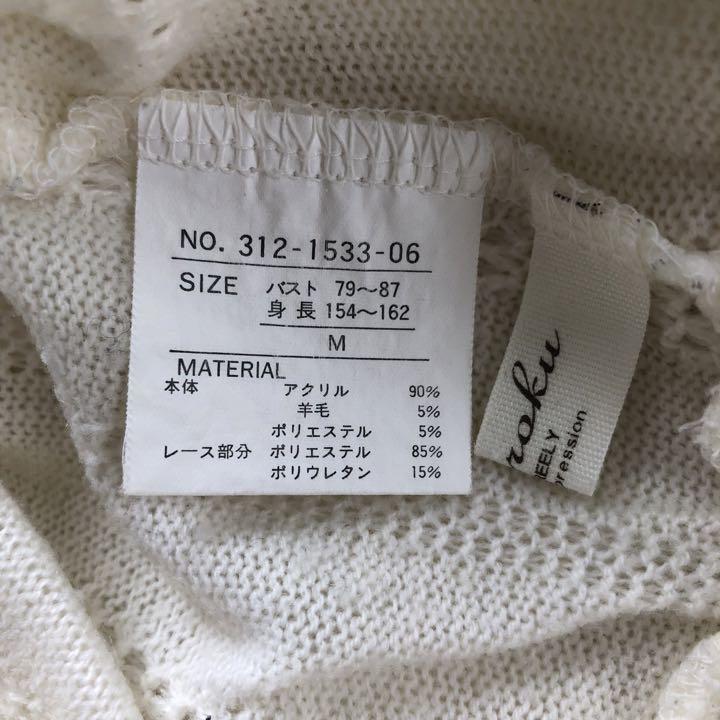 NO. 312-1533-06
SIZE バスト 79〜87
身長 154〜162
M
MATERIAL
本体 アクリル 90%
羊毛 5%
ポリエステル 5%
レース部分 ポリエステル 85%
ポリウレタン 15%
roku